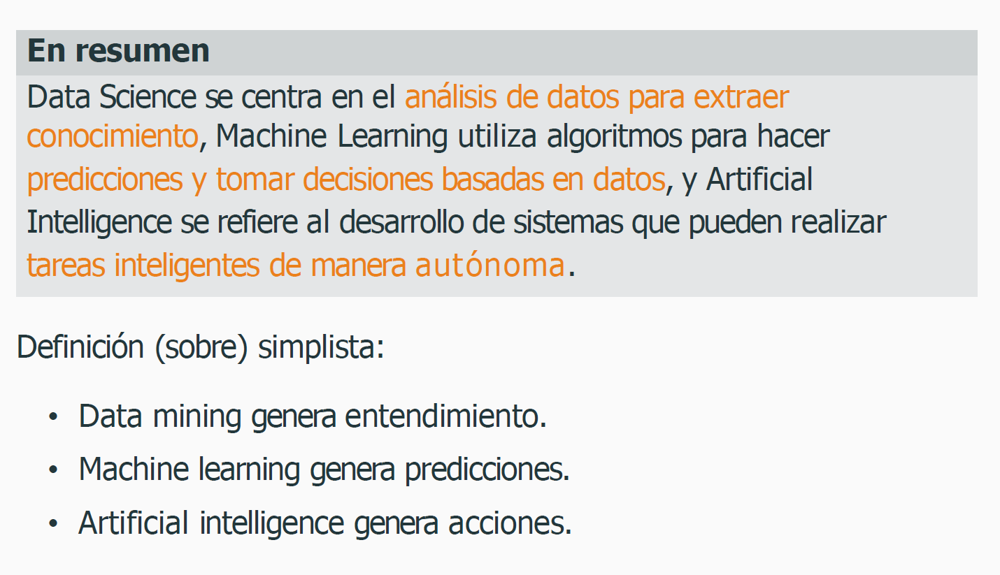 En resumen
Data Science se centra en el análisis de datos para extraer
conocimiento, Machine Learning utiliza algoritmos para hacer
predicciones y tomar decisiones basadas en datos, y Artificial
Intelligence se refiere al desarrollo de sistemas que pueden realizar
tareas inteligentes de manera autónoma.
Definición (sobre) simplista:
• Data mining genera entendimiento.
• Machine learning genera predicciones.
• Artificial intelligence genera acciones.